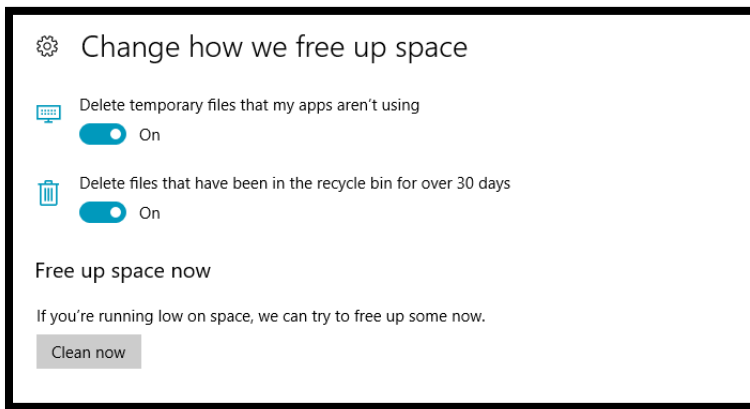 Change how we free up space
Delete temporary files that my apps aren't using
On
Delete files that have been in the recycle bin for over 30 days
On
Free up space now
If you're running low on space, we can try to free up some now.
Clean now